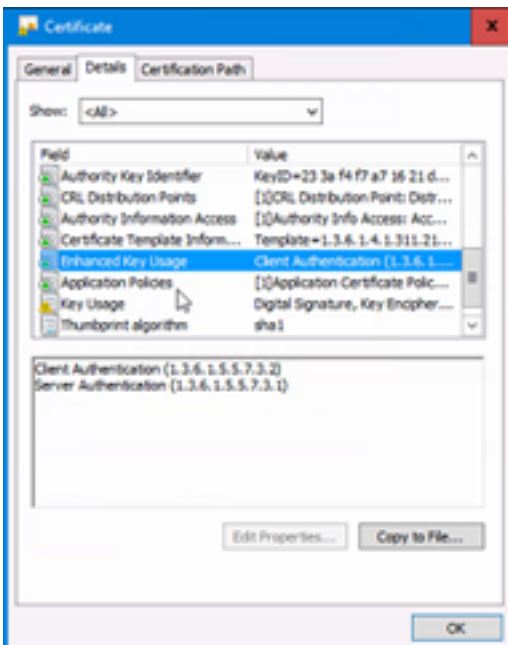 Certificate
General Details Certification Path
Show: <All>
Field Value
Authority Key Identifier KeyID=23 3a f4 f7 a7 16 21 d...
CRL Distribution Points [1]CRL Distribution Point: Distr...
Authority Information Access [1]Authority Info Access: Acc...
Certificate Template Inform... Template=1.3.6.1.4.1.311.21...
Enhanced Key Usage Client Authentication (1.3.6.1....
Application Policies [1]Application Certificate Polic...
Key Usage Digital Signature, Key Encipher....
Thumbprint algorithm sha1
Client Authentication (1.3.6.1.5.5.7.3.2)
Server Authentication (1.3.6.1.5.5.7.3.1)
Edit Properties... Copy to File...
OK